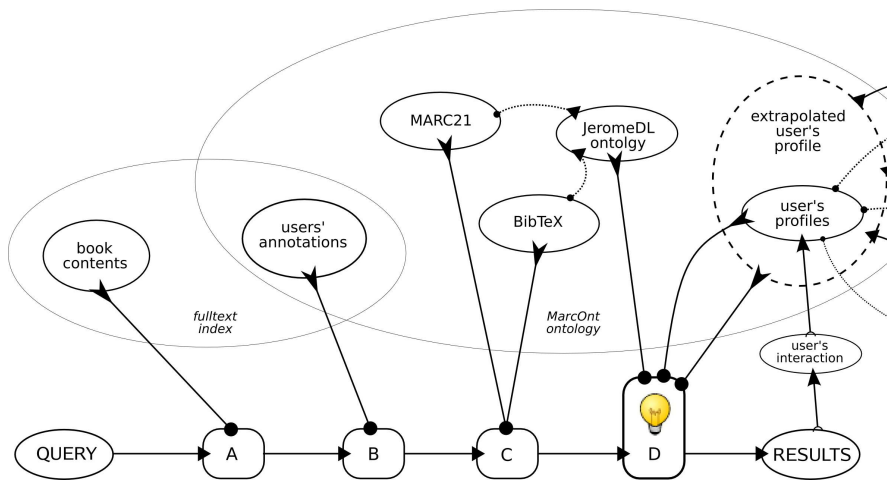 extrapolated
user's
profile
MARC21
JeromeDL
ontolgy
user's
profiles
BibTeX
users'
annotations
book
contents
fulltext
index
MarcOnt
ontology
user's
interaction
QUERY
A
B
C
D
RESULTS